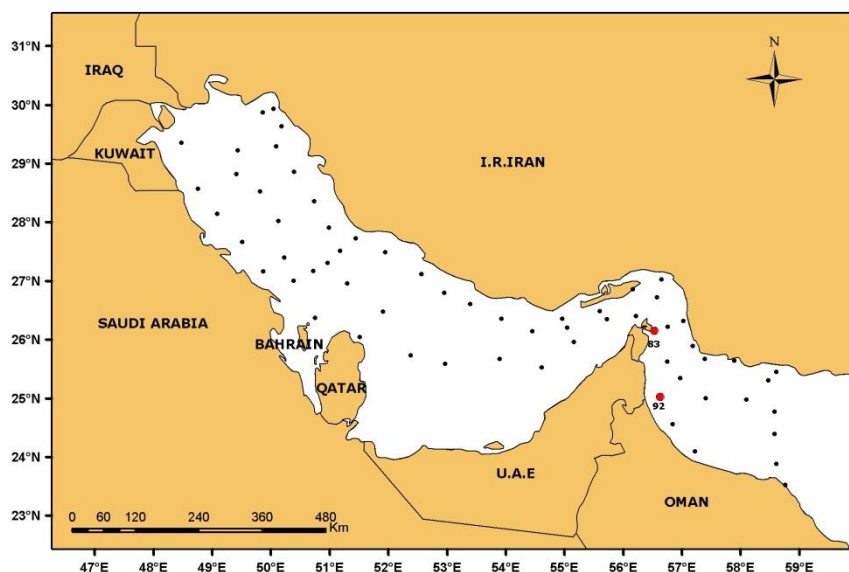 N
31°N
IRAQ
30°N
KUWAIT
29°N
I.R.IRAN
28°N
27°N
SAUDI ARABIA
26°N
83
BAHRAIN
QATAR
25°N
92
24°N
U.A.E
OMAN
23°N
0 60 120 240 360 480
Km
47°E 48°E 49°E 50°E 51°E 52°E 53°E 54°E 55°E 56°E 57°E 58°E 59°E